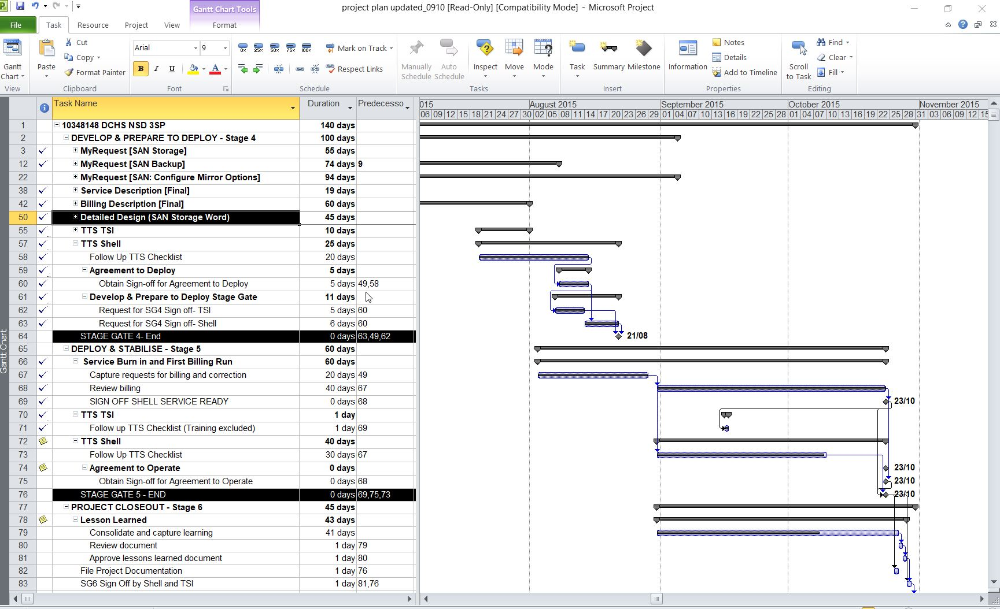 Gantt Chart Tools
project plan updated_0910 [Read-Only] [Compatibility Mode] - Microsoft Project
File Task Resource Project View Format
Cut
Copy
Format Painter
Gantt Chart
Paste
Arial 9
B I U A
0% 25% 50% 75% 100%
Mark on Track
Respect Links
Manually Schedule
Auto Schedule
Inspect
Move
Mode
Task
Summary
Milestone
Information
Notes
Details
Add to Timeline
Scroll to Task
Find
Clear
Fill
View Clipboard Font Schedule Tasks Insert Properties Editing
Task Name Duration Predecesso
015 August 2015 September 2015 October 2015 November 2015
06 09 12 15 18 21 24 27 30 02 05 08 11 14 17 20 23 26 29 01 04 07 10 13 16 19 22 25 28 01 04 07 10 13 16 19 22 25 28 31 03 06 09 12 15
1 10348148 DCHS NSD 3SP 140 days
2 DEVELOP & PREPARE TO DEPLOY - Stage 4 100 days
3 MyRequest [SAN Storage] 55 days
12 MyRequest [SAN Backup] 74 days 9
22 MyRequest [SAN: Configure Mirror Options] 94 days
38 Service Description [Final] 19 days
42 Billing Description [Final] 60 days
50 Detailed Design (SAN Storage Word) 45 days
55 TTS TSI 10 days
57 TTS Shell 25 days
58 Follow Up TTS Checklist 20 days
59 Agreement to Deploy 5 days
60 Obtain Sign-off for Agreement to Deploy 5 days 49,58
61 Develop & Prepare to Deploy Stage Gate 11 days
62 Request for SG4 Sign off- TSI 5 days 60
63 Request for SG4 Sign off- Shell 6 days 60
64 STAGE GATE 4- End 0 days 63,49,62 21/08
65 DEPLOY & STABILISE - Stage 5 60 days
66 Service Burn in and First Billing Run 60 days
67 Capture requests for billing and correction 20 days 49
68 Review billing 40 days 67
69 SIGN OFF SHELL SERVICE READY 0 days 68 23/10
70 TTS TSI 1 day
71 Follow up TTS Checklist (Training excluded) 1 day 69
72 TTS Shell 40 days
73 Follow Up TTS Checklist 30 days 67
74 Agreement to Operate 0 days 23/10
75 Obtain Sign-off for Agreement to Operate 0 days 68 23/10
76 STAGE GATE 5 - END 0 days 69,75,73 23/10
77 PROJECT CLOSEOUT - Stage 6 45 days
78 Lesson Learned 43 days
79 Consolidate and capture learning 41 days
80 Review document 1 day 79
81 Approve lessons learned document 1 day 80
82 File Project Documentation 1 day 76
83 SG6 Sign Off by Shell and TSI 1 day 81,76
Gantt Chart